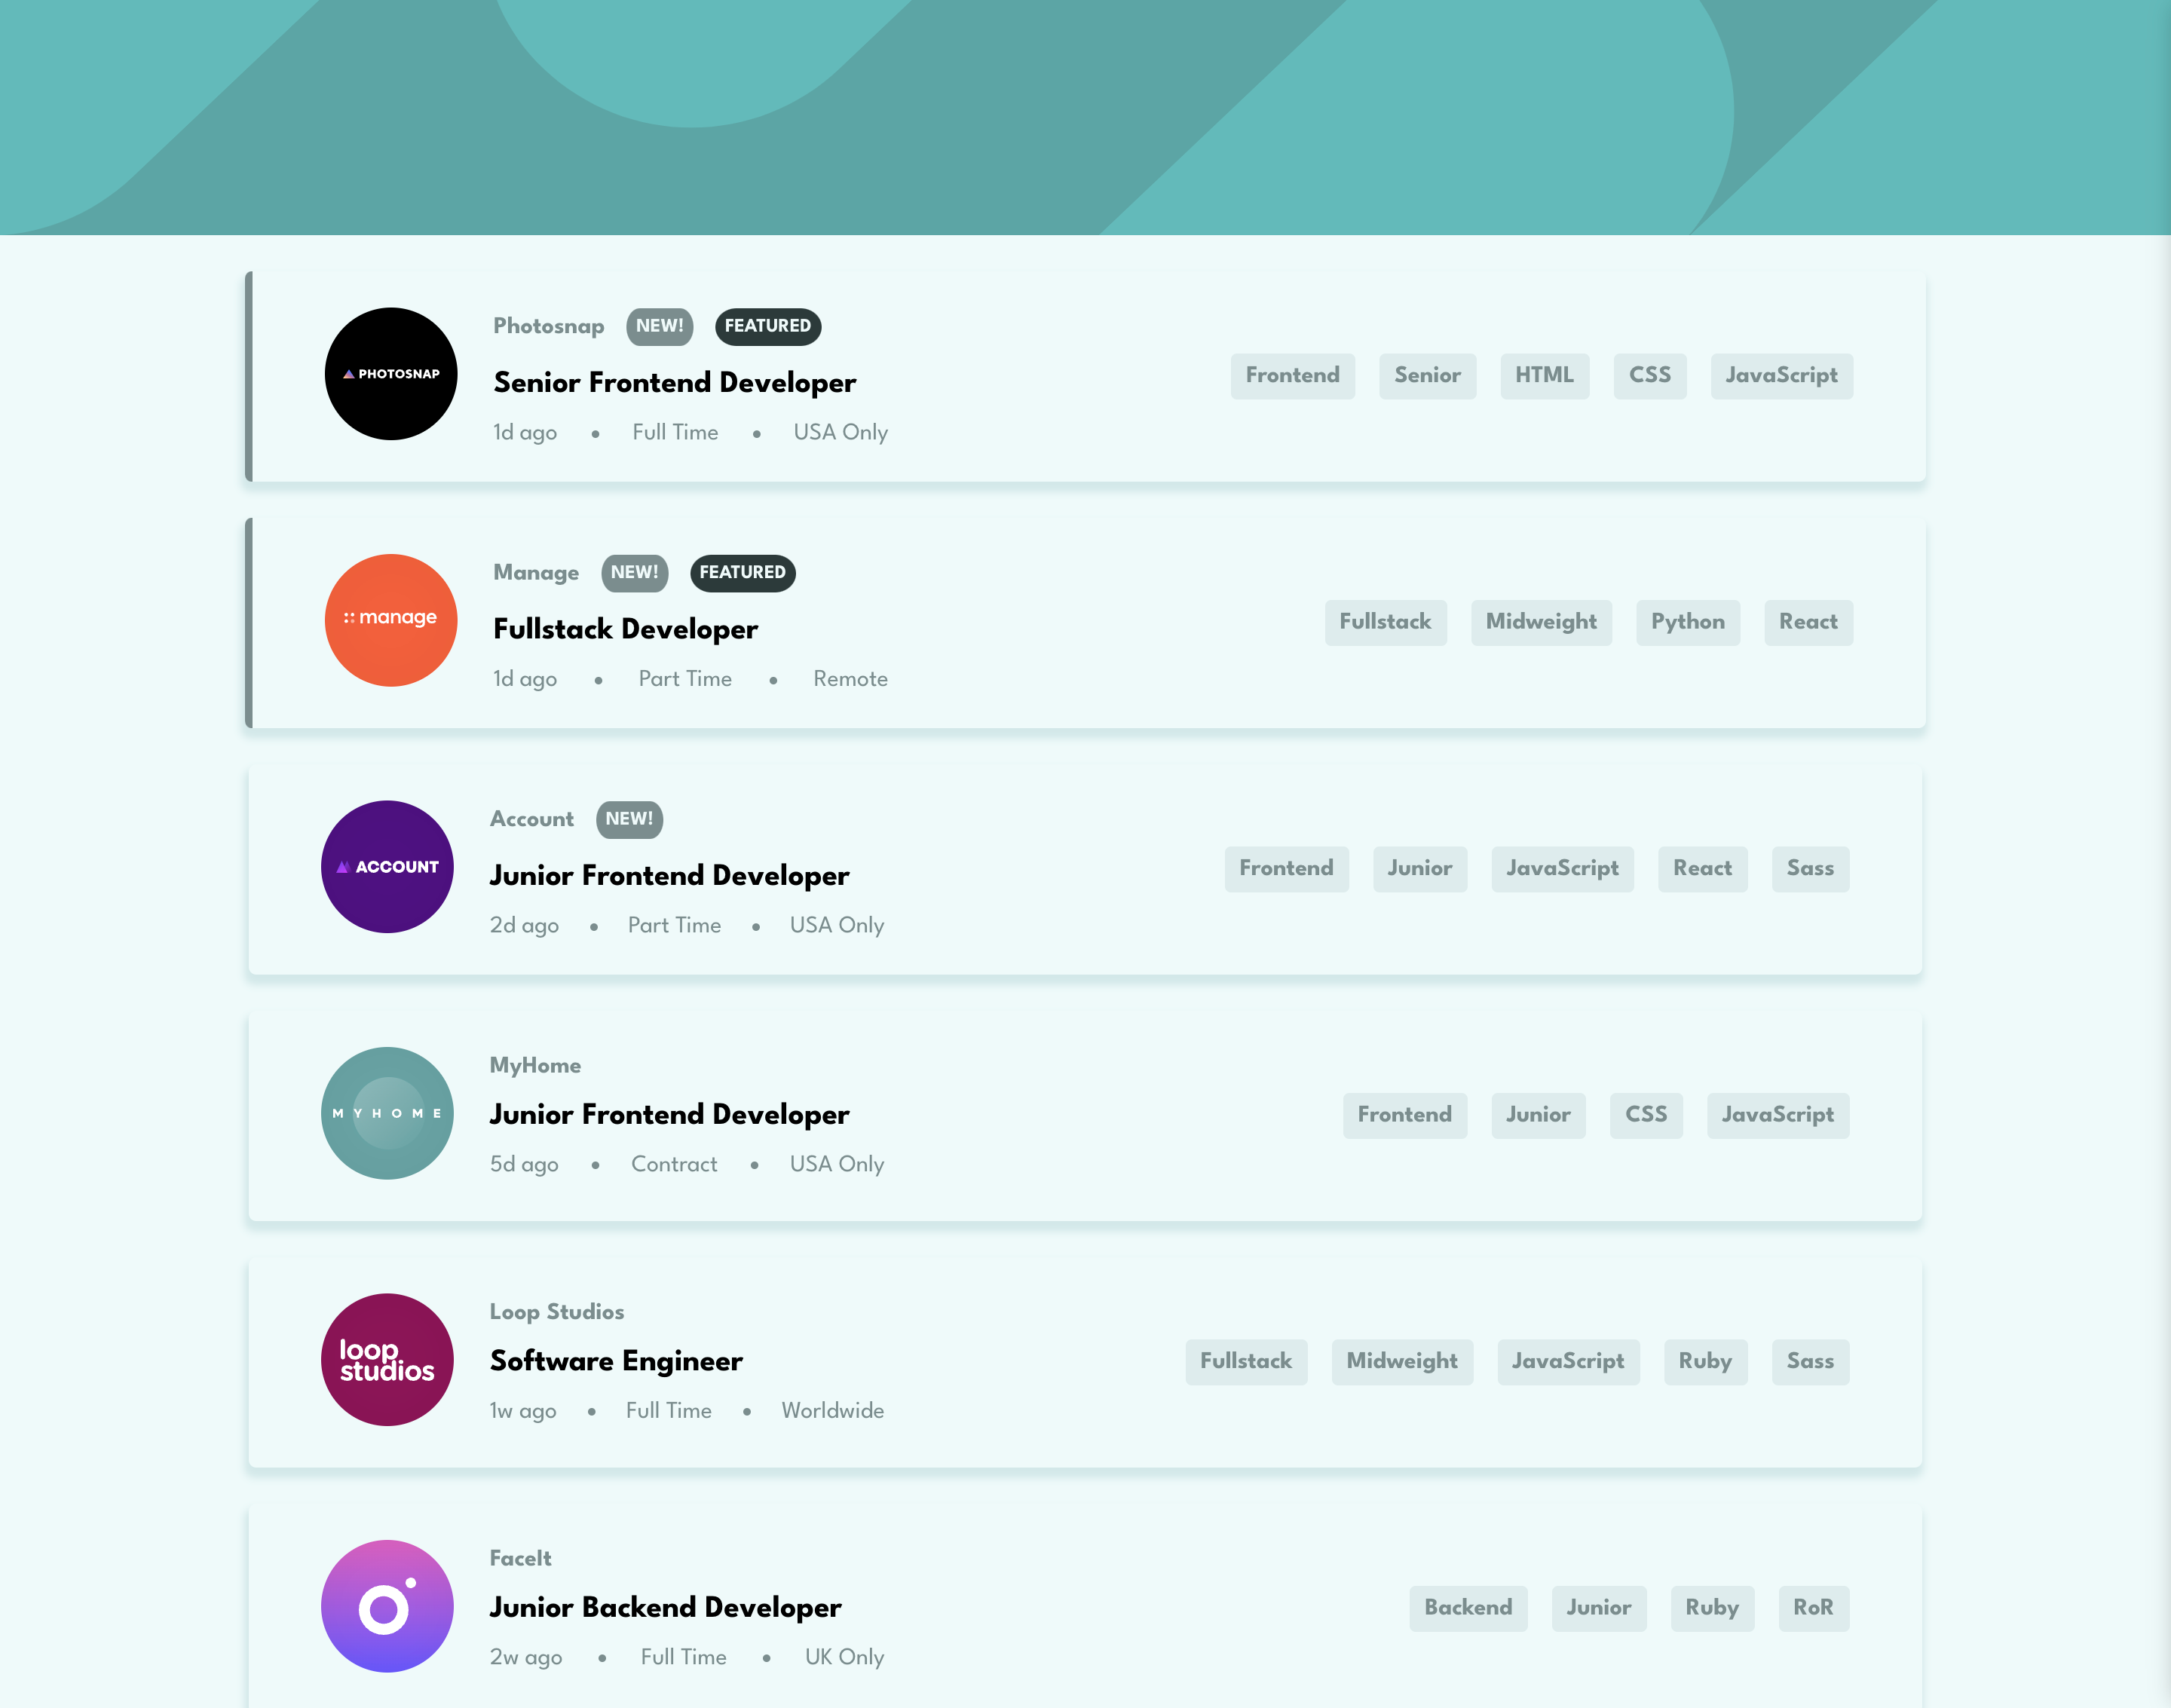 PHOTOSNAP
Photosnap NEW! FEATURED
Senior Frontend Developer
1d ago • Full Time • USA Only
Frontend Senior HTML CSS JavaScript
manage
Manage NEW! FEATURED
Fullstack Developer
1d ago • Part Time • Remote
Fullstack Midweight Python React
ACCOUNT
Account NEW!
Junior Frontend Developer
2d ago • Part Time • USA Only
Frontend Junior JavaScript React Sass
MYHOME
MyHome
Junior Frontend Developer
5d ago • Contract • USA Only
Frontend Junior CSS JavaScript
loop
studios
Loop Studios
Software Engineer
1w ago • Full Time • Worldwide
Fullstack Midweight JavaScript Ruby Sass
FaceIt
Junior Backend Developer
2w ago • Full Time • UK Only
Backend Junior Ruby RoR